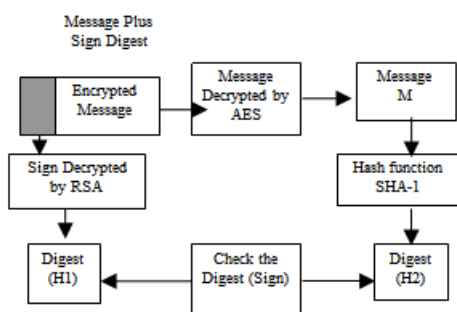 Message Plus
Sign Digest
Encrypted
Message
Message
Decrypted by
AES
Message
M
Sign Decrypted
by RSA
Hash function
SHA-1
Digest
(H1)
Check the
Digest (Sign)
Digest
(H2)